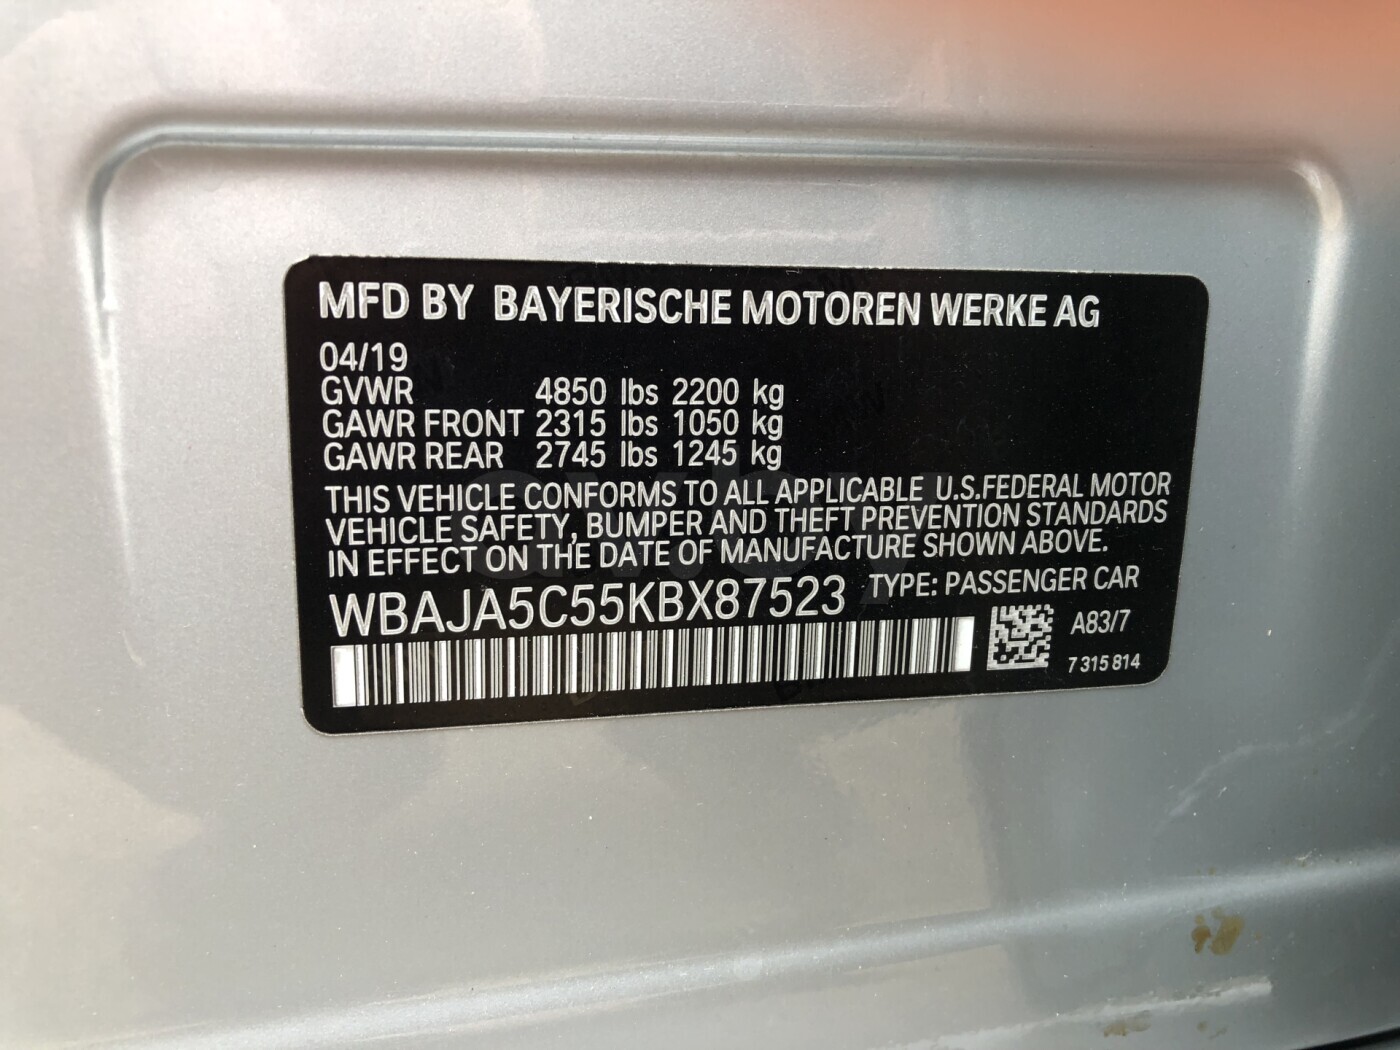 MFD BY BAYERISCHE MOTOREN WERKE AG
04/19
GVWR 4850 lbs 2200 kg
GAWR FRONT 2315 lbs 1050 kg
GAWR REAR 2745 lbs 1245 kg
THIS VEHICLE CONFORMS TO ALL APPLICABLE U.S.FEDERAL MOTOR
VEHICLE SAFETY, BUMPER AND THEFT PREVENTION STANDARDS
IN EFFECT ON THE DATE OF MANUFACTURE SHOWN ABOVE.
WBAJA5C55KBX87523 TYPE: PASSENGER CAR
A83/7
7 315 814